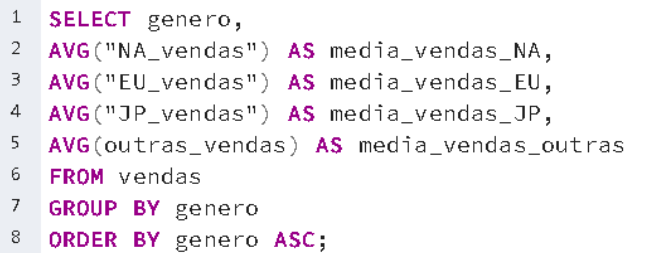 1 SELECT genero,
2 AVG("NA_vendas") AS media_vendas_NA,
3 AVG("EU_vendas") AS media_vendas_EU,
4 AVG("JP_vendas") AS media_vendas_JP,
5 AVG(outras_vendas) AS media_vendas_outras
6 FROM vendas
7 GROUP BY genero
8 ORDER BY genero ASC;